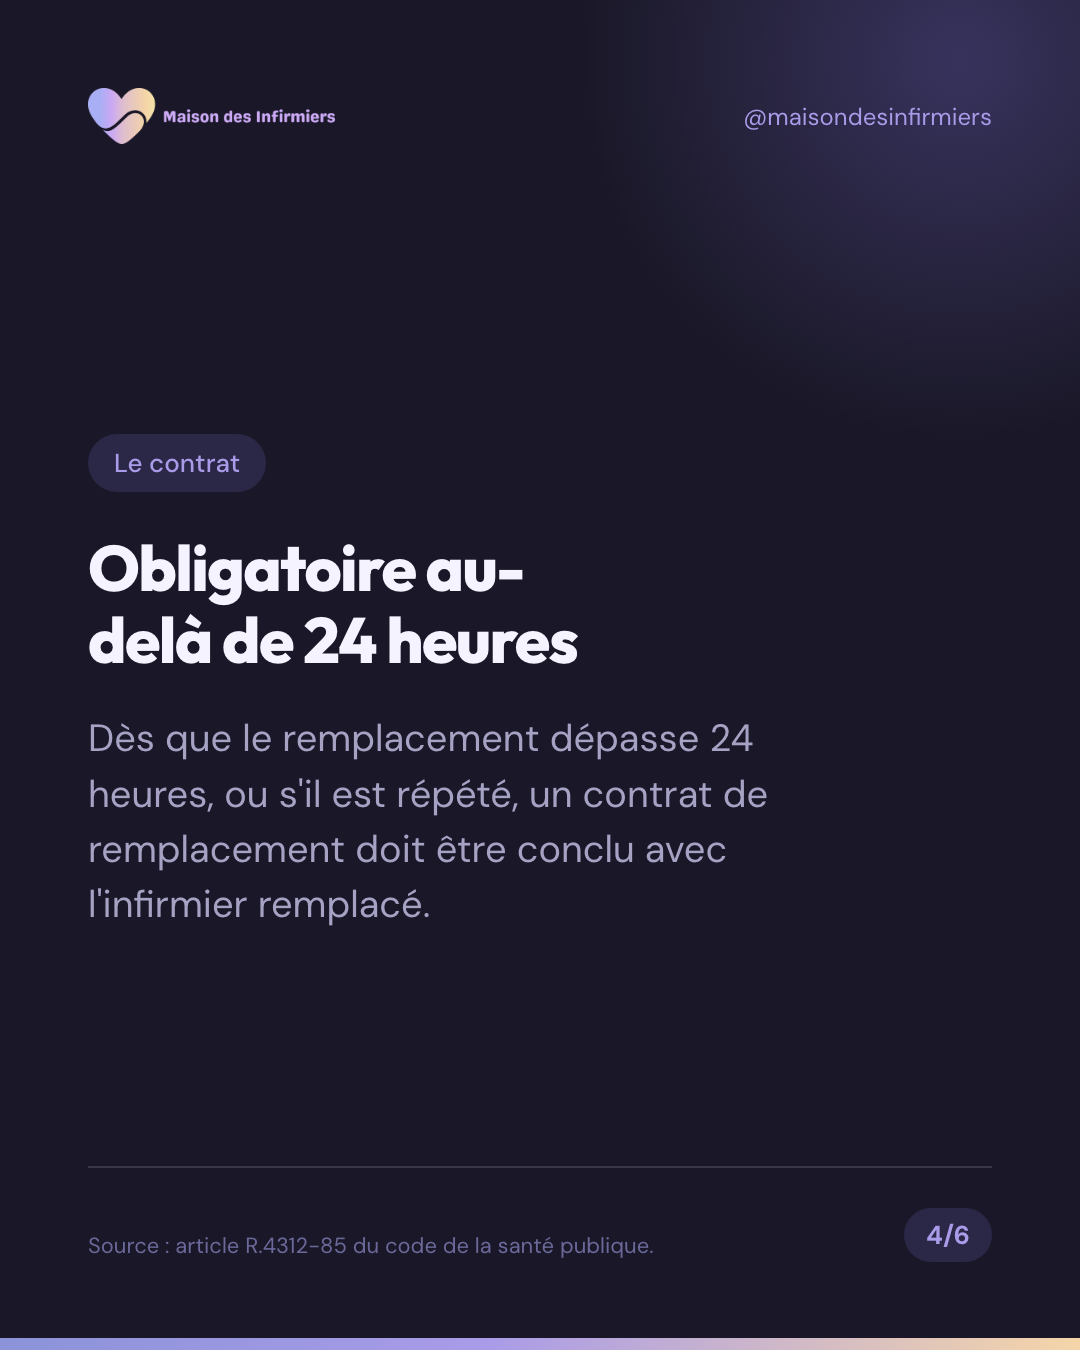 Maison des Infirmiers
@maisondesinfirmiers
Le contrat
Obligatoire au-
delà de 24 heures
Dès que le remplacement dépasse 24
heures, ou s'il est répété, un contrat de
remplacement doit être conclu avec
l'infirmier remplacé.
Source : article R.4312-85 du code de la santé publique.
4/6